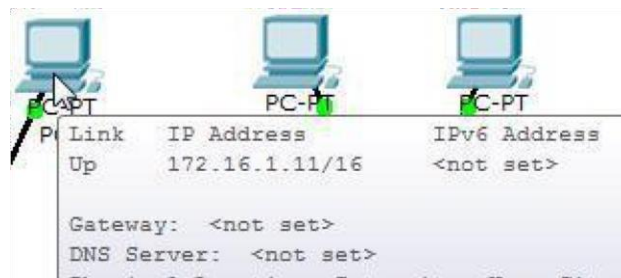 PC-PT PC-PT PC-PT
Link IP Address IPv6 Address
Up 172.16.1.11/16 <not set>
Gateway: <not set>
DNS Server: <not set>